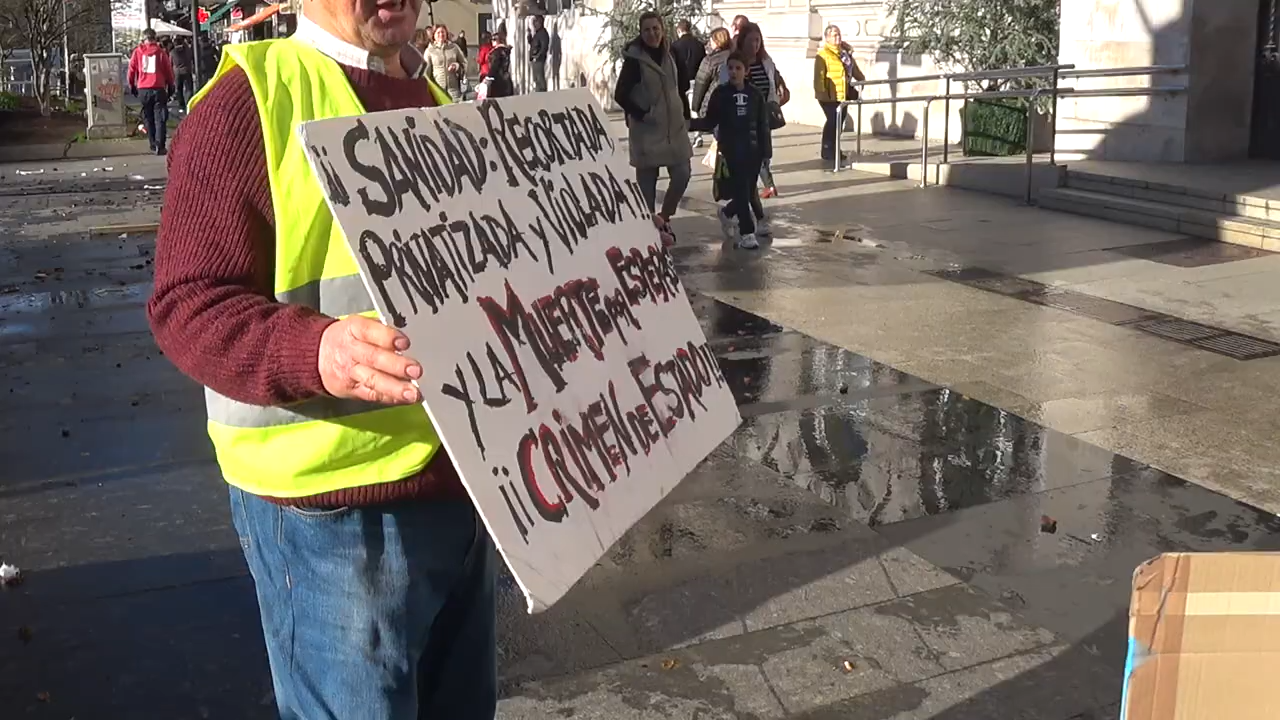 ¡¡ SANIDAD: RECORTADA
PRIVATIZADA Y VIOLADA!!
Y LA MUERTE POR ESPERAS
¡¡ CRIMEN DE ESTADO!!